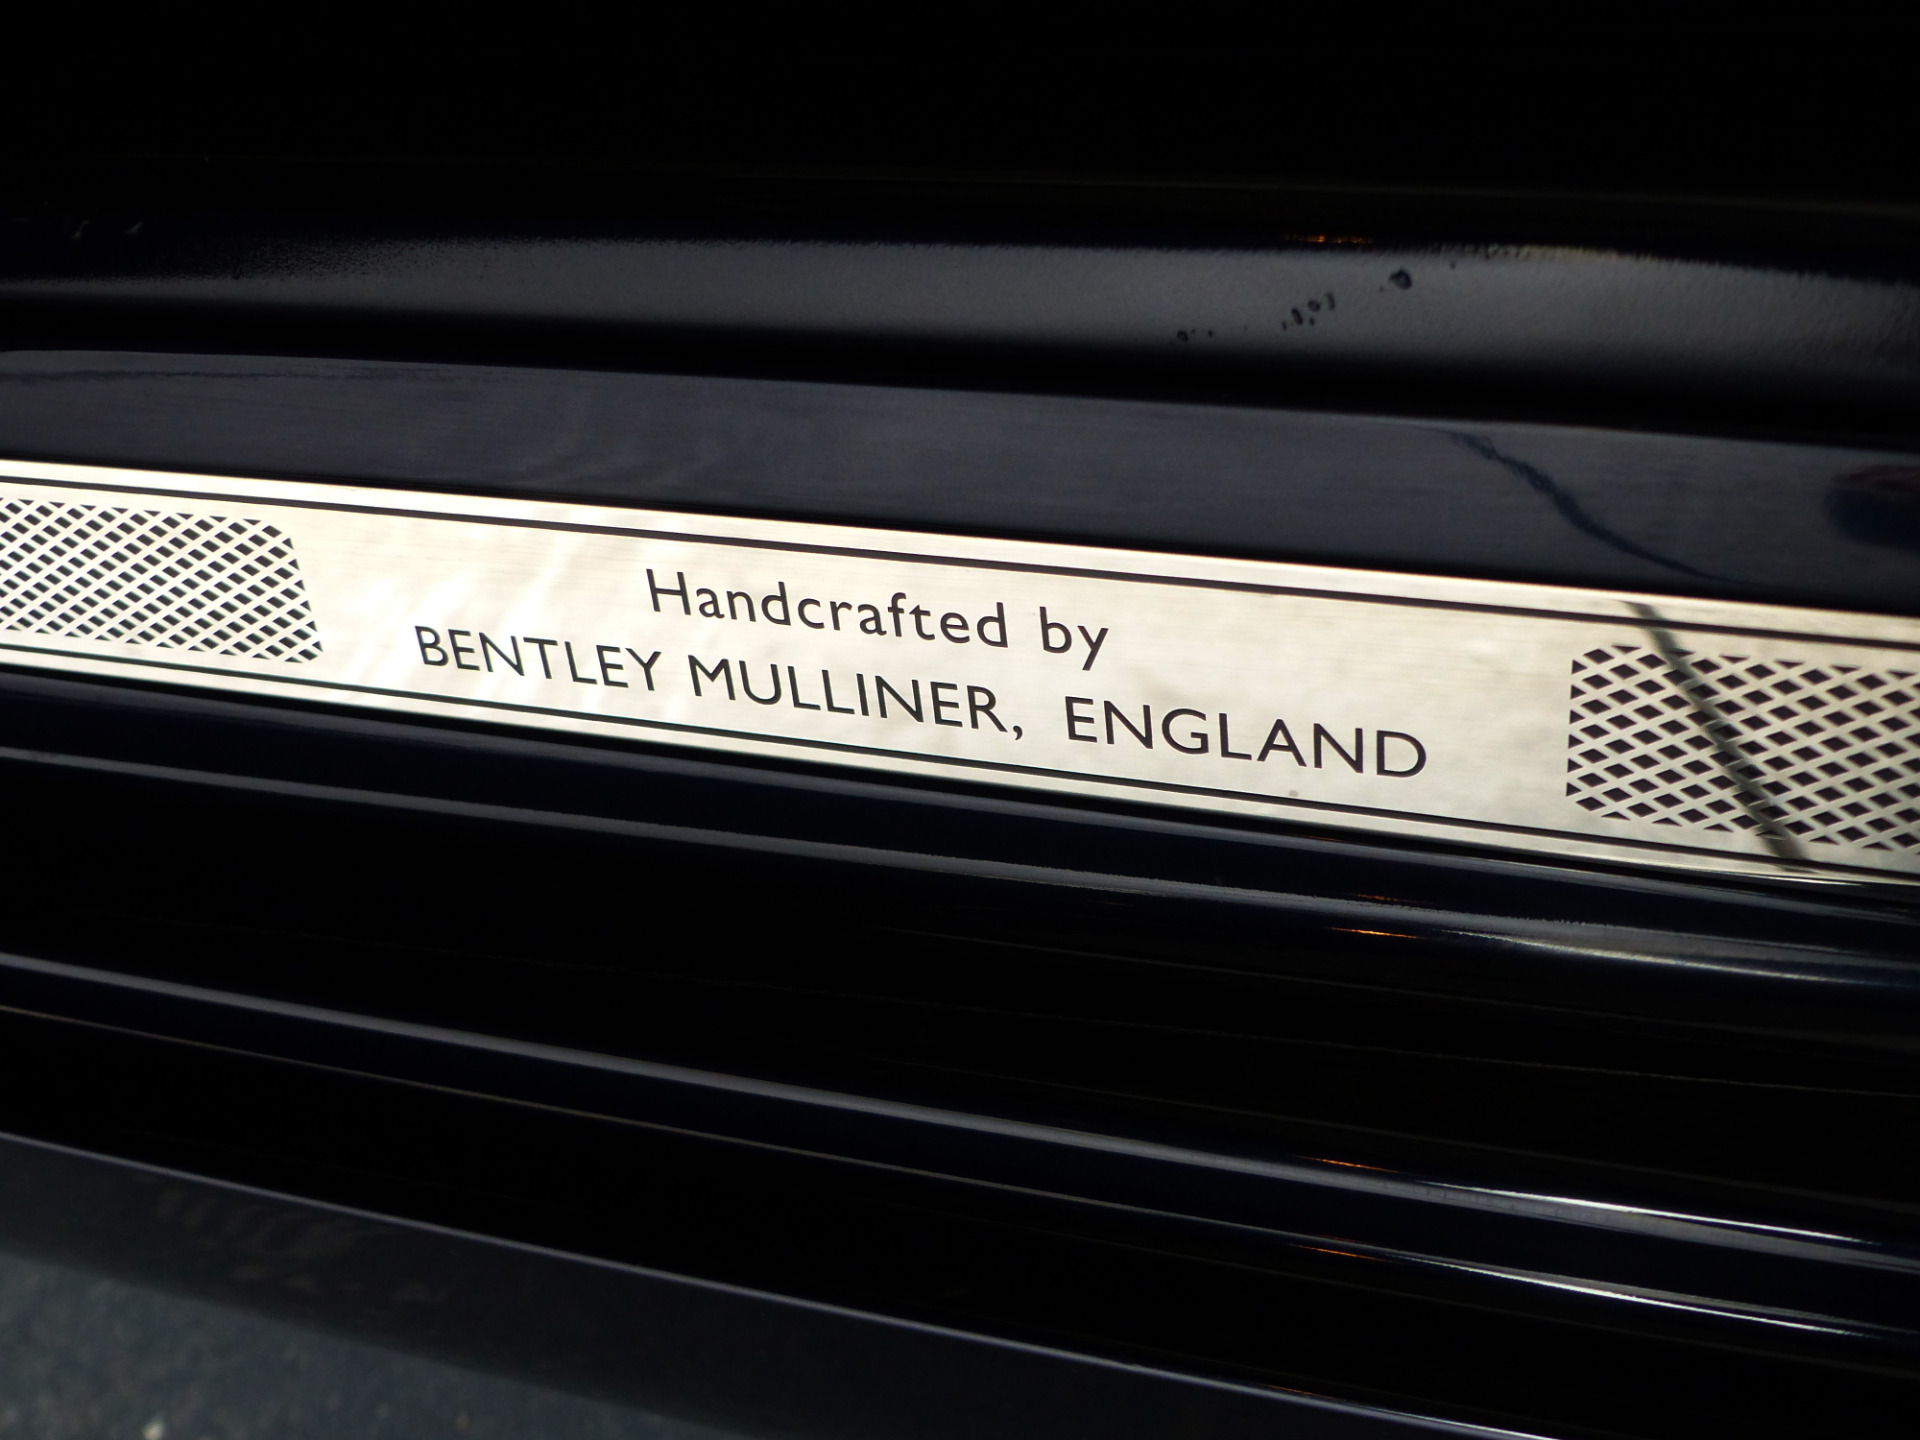 Handcrafted by
BENTLEY MULLINER, ENGLAND